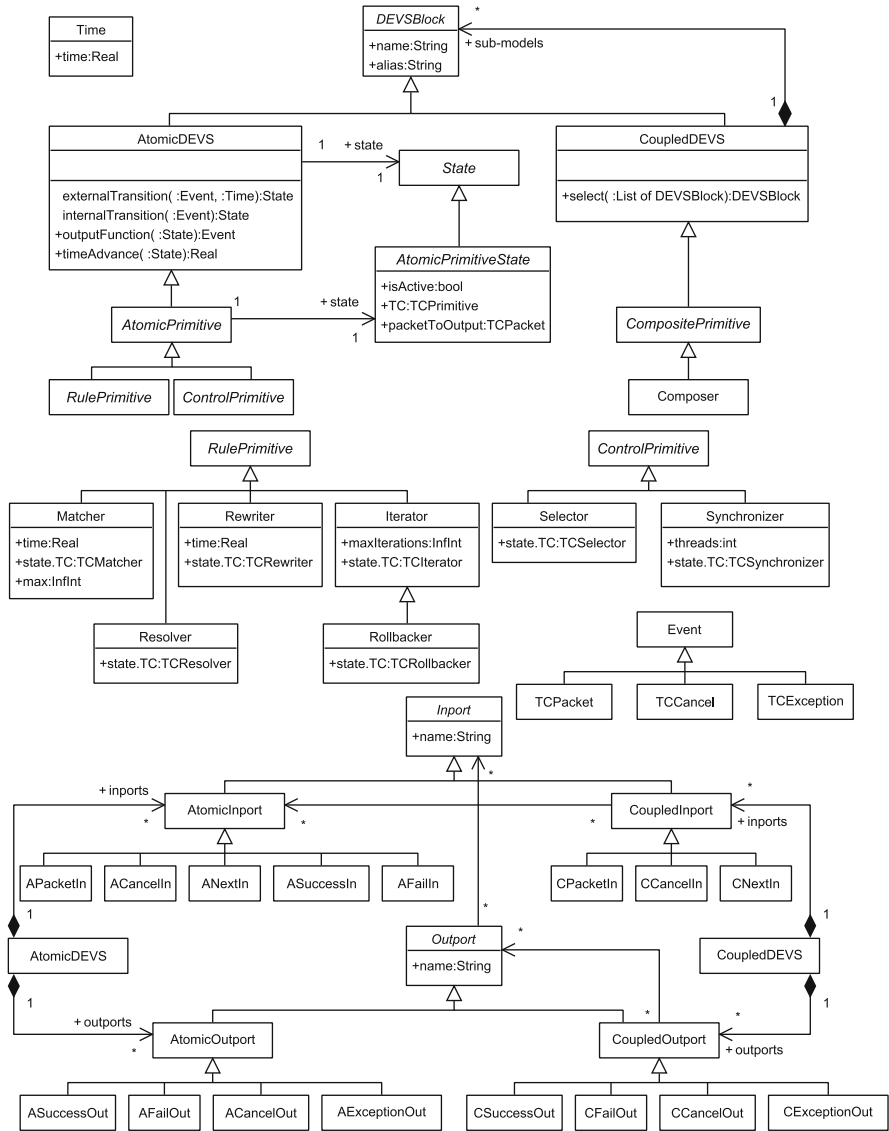 Time
+time:Real
DEVSBlock
+name:String
+alias:String
*
+ sub-models
1
AtomicDEVS
externalTransition( :Event, :Time):State
internalTransition( :Event):State
+outputFunction( :State):Event
+timeAdvance( :State):Real
1
+ state
1
State
CoupledDEVS
+select( :List of DEVSBlock):DEVSBlock
AtomicPrimitiveState
+isActive:bool
+TC:TCPrimitive
+packetToOutput:TCPacket
AtomicPrimitive
1
+ state
1
CompositePrimitive
RulePrimitive
ControlPrimitive
Composer
RulePrimitive
ControlPrimitive
Matcher
+time:Real
+state.TC:TCMatcher
+max:InfInt
Rewriter
+time:Real
+state.TC:TCRewriter
Iterator
+maxIterations:InfInt
+state.TC:TCIterator
Selector
+state.TC:TCSelector
Synchronizer
+threads:int
+state.TC:TCSynchronizer
Resolver
+state.TC:TCResolver
Rollbacker
+state.TC:TCRollbacker
Event
TCPacket
TCCancel
TCException
Inport
+name:String
*
+ inports
*
AtomicInport
*
*
CoupledInport
*
+ inports
APacketIn
ACancelIn
ANextIn
ASuccessIn
AFailIn
CPacketIn
CCancelIn
CNextIn
1
*
1
AtomicDEVS
Outport
+name:String
*
CoupledDEVS
1
1
+ outports
*
AtomicOutport
*
CoupledOutport
*
+ outports
ASuccessOut
AFailOut
ACancelOut
AExceptionOut
CSuccessOut
CFailOut
CCancelOut
CExceptionOut